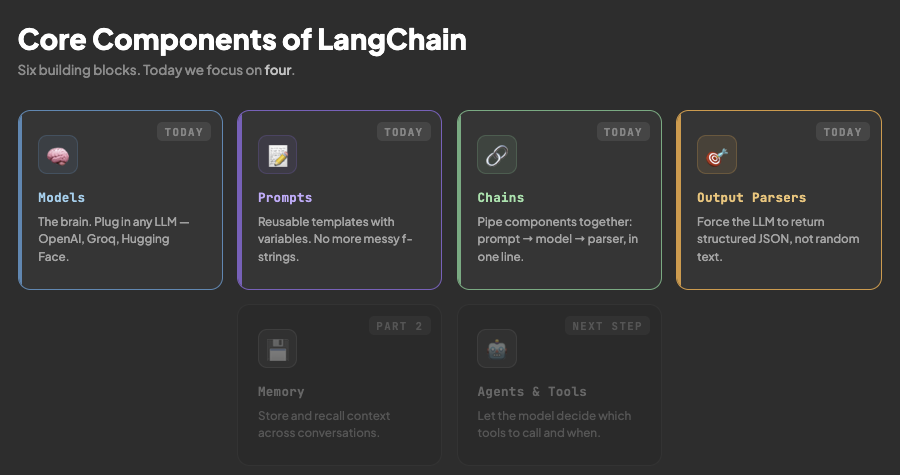 Core Components of LangChain
Six building blocks. Today we focus on four.
TODAY
Models
The brain. Plug in any LLM —
OpenAI, Groq, Hugging
Face.
TODAY
Prompts
Reusable templates with
variables. No more messy f-
strings.
TODAY
Chains
Pipe components together:
prompt → model → parser, in
one line.
TODAY
Output Parsers
Force the LLM to return
structured JSON, not random
text.
PART 2
Memory
Store and recall context
across conversations.
NEXT STEP
Agents & Tools
Let the model decide which
tools to call and when.